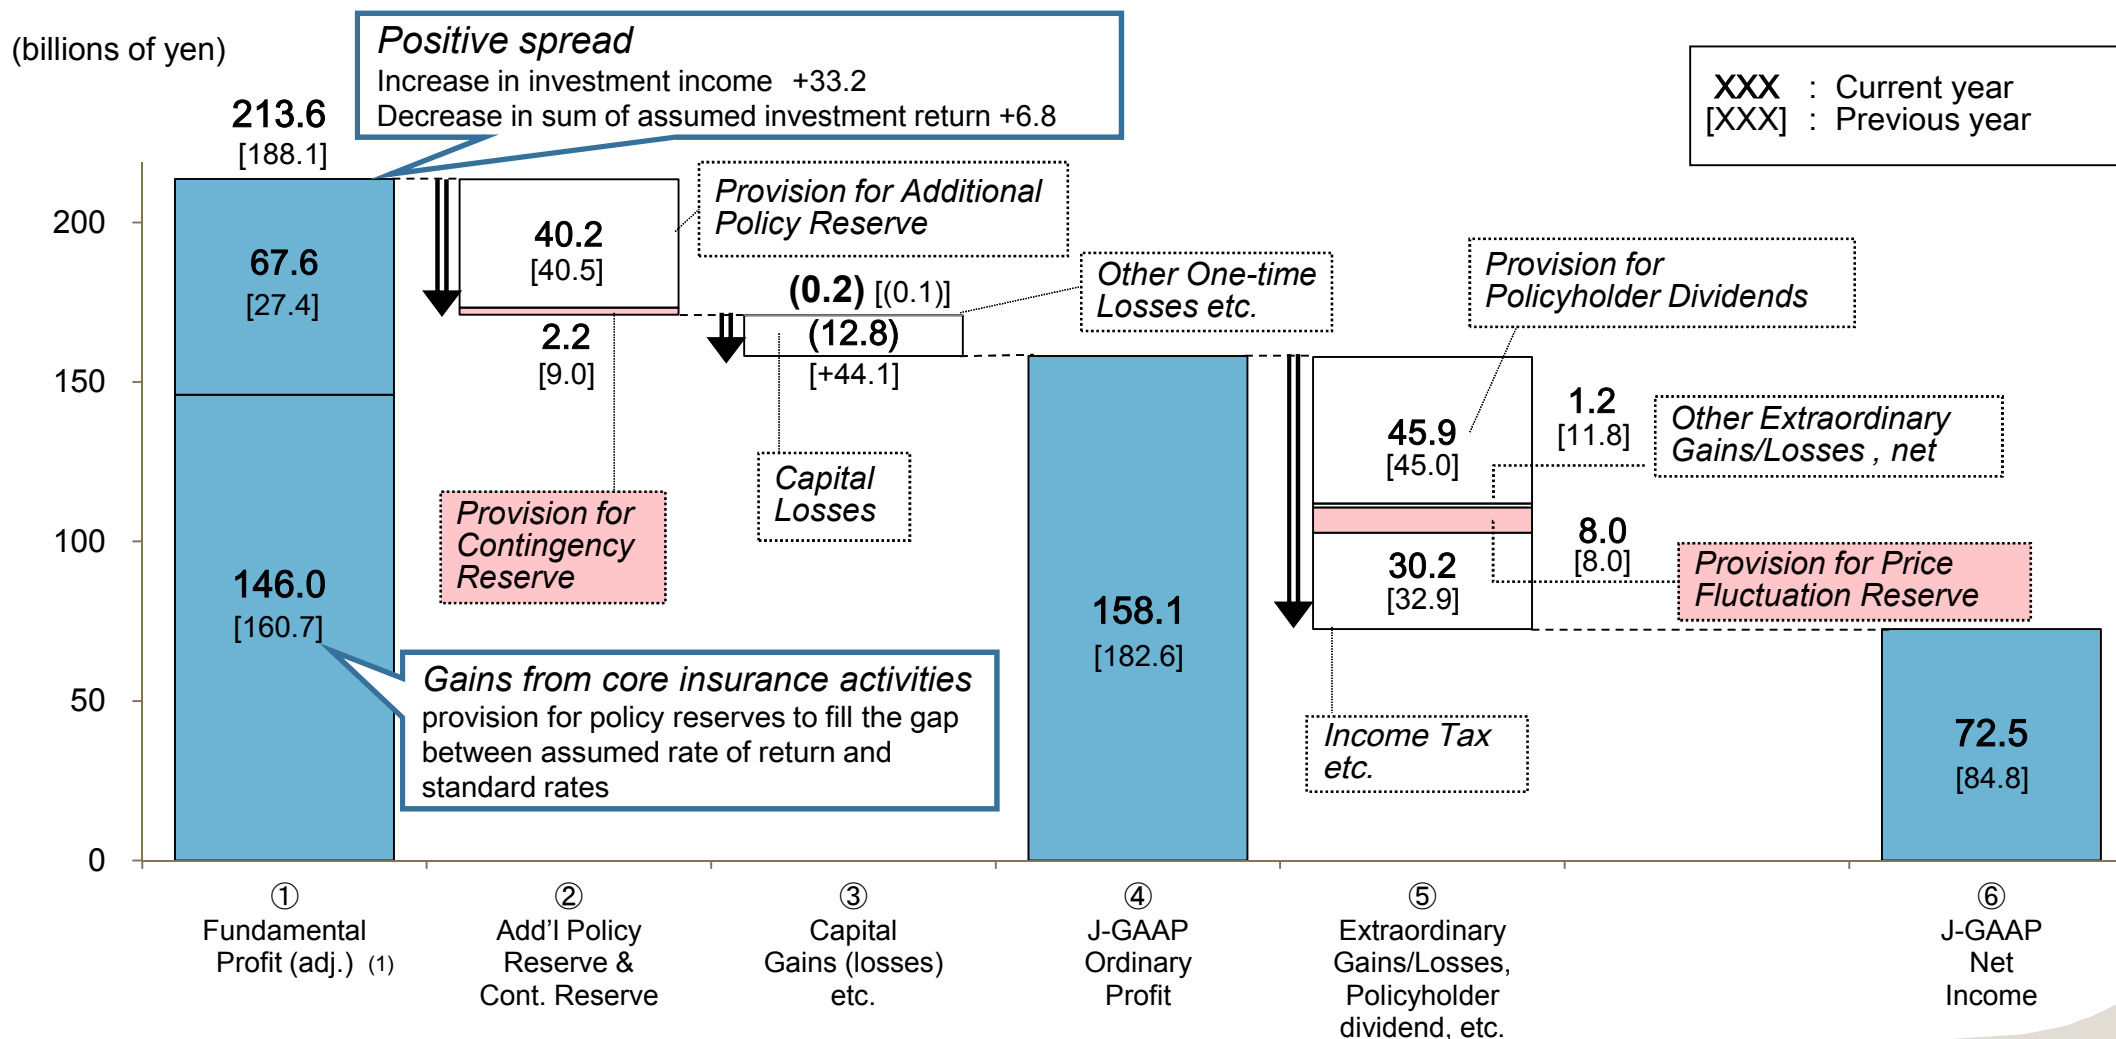 (billions of yen)
Positive spread
Increase in investment income +33.2
Decrease in sum of assumed investment return +6.8
XXX : Current year
[XXX] : Previous year
213.6
[188.1]
200
150
100
50
0
67.6
[27.4]
146.0
[160.7]
Gains from core insurance activities
provision for policy reserves to fill the gap
between assumed rate of return and
standard rates
40.2
[40.5]
2.2
[9.0]
Provision for Additional
Policy Reserve
Provision for
Contingency
Reserve
(0.2) [(0.1)]
(12.8)
[+44.1]
Other One-time
Losses etc.
Capital
Losses
158.1
[182.6]
Provision for
Policyholder Dividends
45.9
[45.0]
1.2
[11.8]
Other Extraordinary
Gains/Losses , net
8.0
[8.0]
Provision for Price
Fluctuation Reserve
30.2
[32.9]
Income Tax
etc.
72.5
[84.8]
①
Fundamental
Profit (adj.) (1)
②
Add’l Policy
Reserve &
Cont. Reserve
③
Capital
Gains (losses)
etc.
④
J-GAAP
Ordinary
Profit
⑤
Extraordinary
Gains/Losses,
Policyholder
dividend, etc.
⑥
J-GAAP
Net
Income